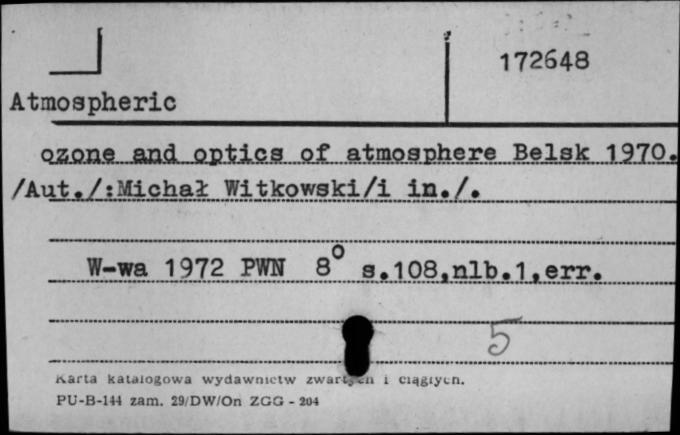 172648
Atmospheric
ozone and optics of atmosphere Belsk 1970.
/Aut./:Michał Witkowski/i in./.
W-wa 1972 PWN 8° s.108,nlb.1,err.
5
Karta katalogowa wydawnictw zwartych i ciągłych.
PU-B-144 zam. 29/DW/On ZGG - 204